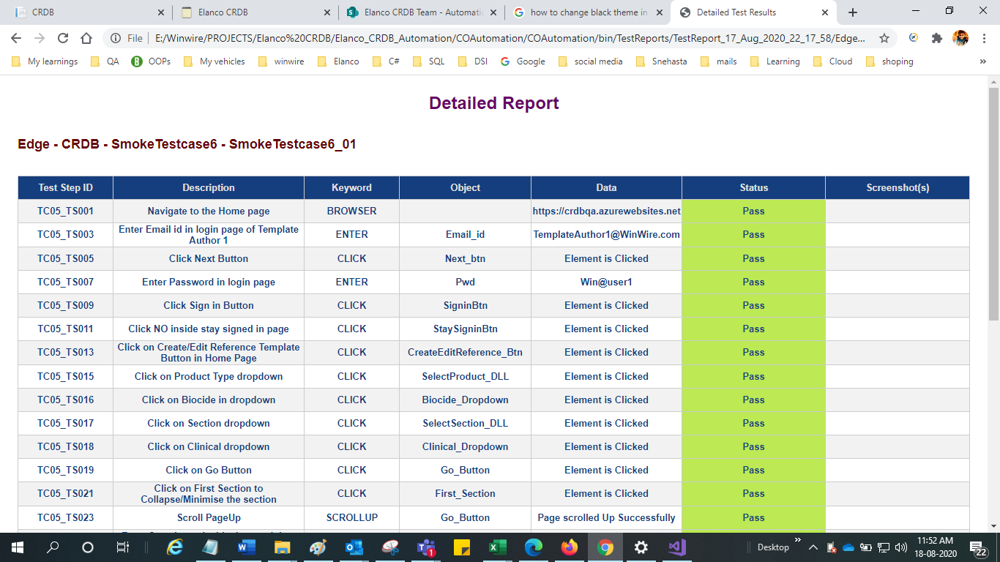 CRDB
Elanco CRDB
Elanco CRDB Team - Automatic
how to change black theme in
Detailed Test Results
File
E:/Winwire/PROJECTS/Elanco%20CRDB/Elanco_CRDB_Automation/COAutomation/COAutomation/bin/TestReports/TestReport_17_Aug_2020_22_17_58/Edge...
My learnings
QA
OOPs
My vehicles
winwire
Elanco
C#
SQL
DSI
Google
social media
Snehasta
mails
Learning
Cloud
shoping
Detailed Report
Edge - CRDB - SmokeTestcase6 - SmokeTestcase6_01
Test Step ID Description Keyword Object Data Status Screenshot(s)
TC05_TS001 Navigate to the Home page BROWSER https://crdbqa.azurewebsites.net Pass
TC05_TS003 Enter Email id in login page of Template Author 1 ENTER Email_id TemplateAuthor1@WinWire.com Pass
TC05_TS005 Click Next Button CLICK Next_btn Element is Clicked Pass
TC05_TS007 Enter Password in login page ENTER Pwd Win@user1 Pass
TC05_TS009 Click Sign in Button CLICK SigninBtn Element is Clicked Pass
TC05_TS011 Click NO inside stay signed in page CLICK StaySigninBtn Element is Clicked Pass
TC05_TS013 Click on Create/Edit Reference Template Button in Home Page CLICK CreateEditReference_Btn Element is Clicked Pass
TC05_TS015 Click on Product Type dropdown CLICK SelectProduct_DLL Element is Clicked Pass
TC05_TS016 Click on Biocide in dropdown CLICK Biocide_Dropdown Element is Clicked Pass
TC05_TS017 Click on Section dropdown CLICK SelectSection_DLL Element is Clicked Pass
TC05_TS018 Click on Clinical dropdown CLICK Clinical_Dropdown Element is Clicked Pass
TC05_TS019 Click on Go Button CLICK Go_Button Element is Clicked Pass
TC05_TS021 Click on First Section to Collapse/Minimise the section CLICK First_Section Element is Clicked Pass
TC05_TS023 Scroll PageUp SCROLLUP Go_Button Page scrolled Up Successfully Pass
Desktop
11:52 AM
18-08-2020
22
1